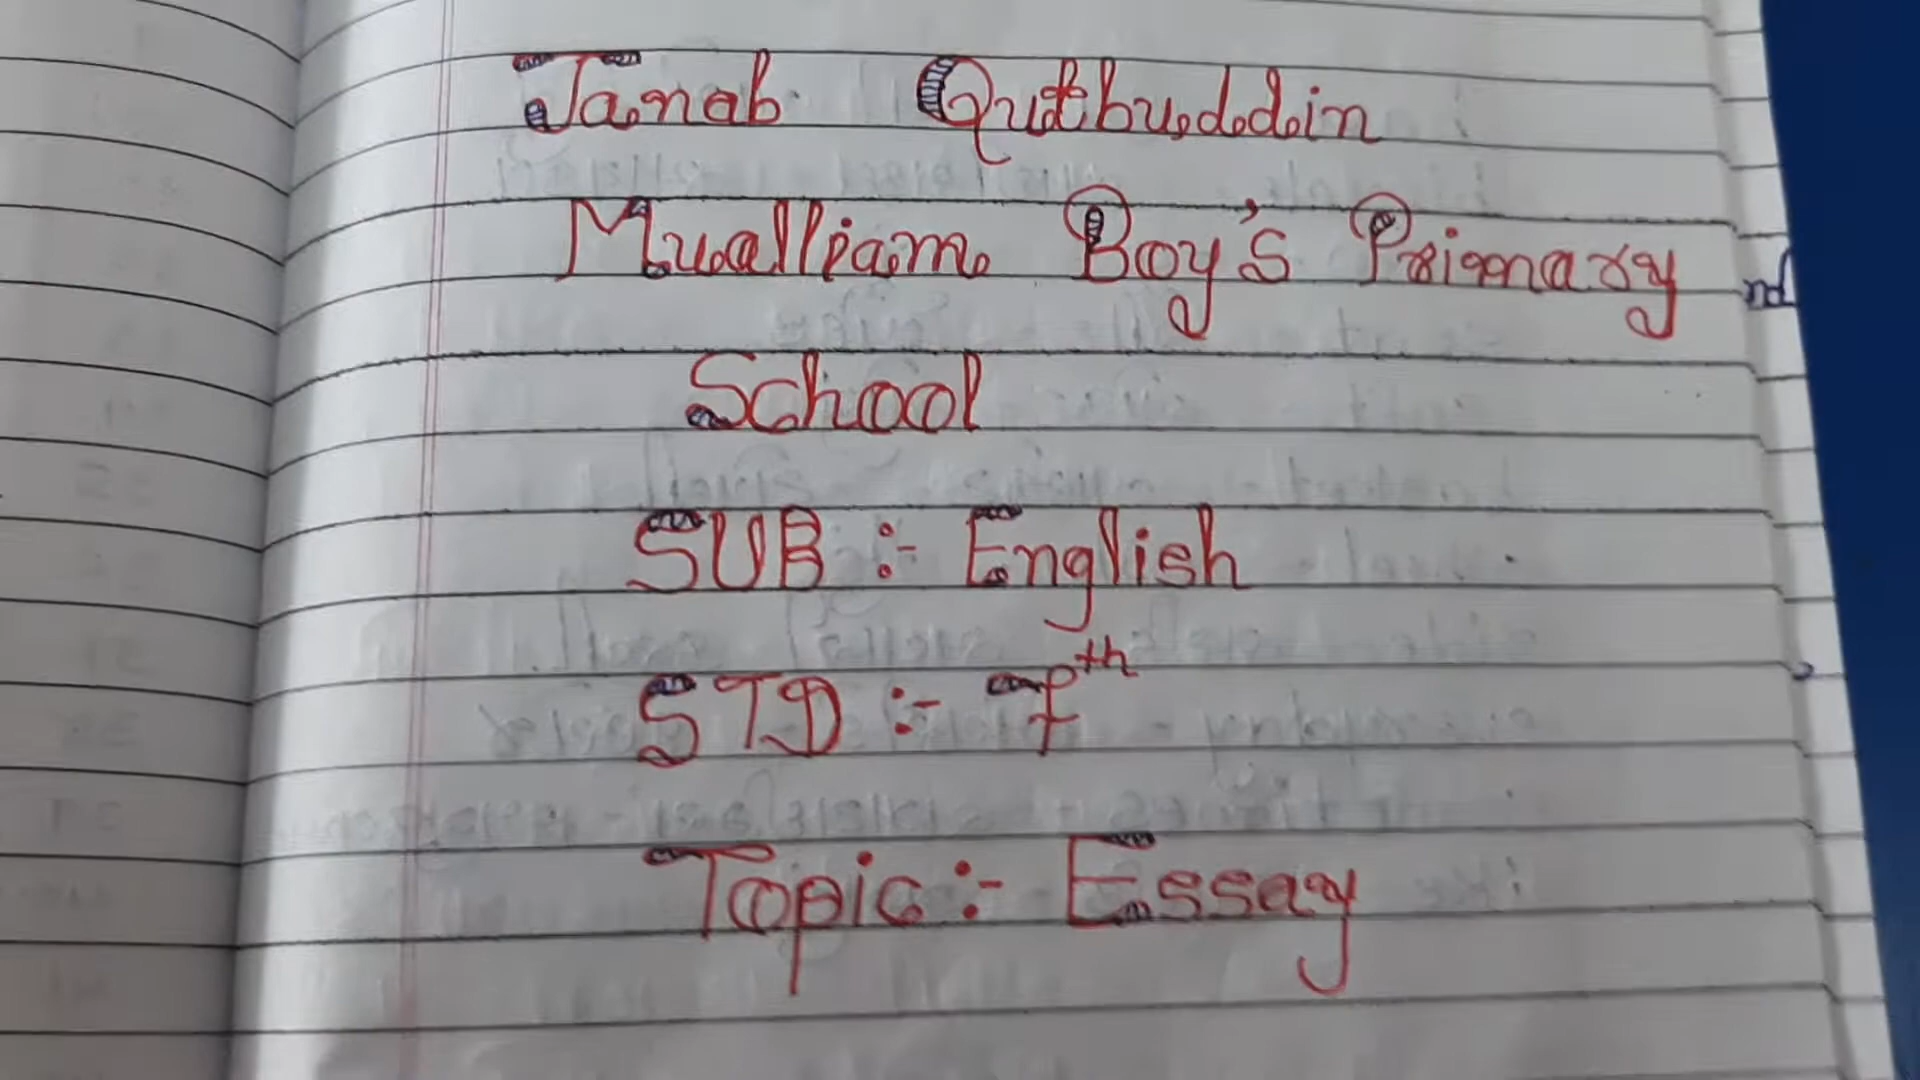 Janab Qutbuddin
Mualliam Boy's Primary
School
SUB :- English
STD :- 7th
Topic :- Essay